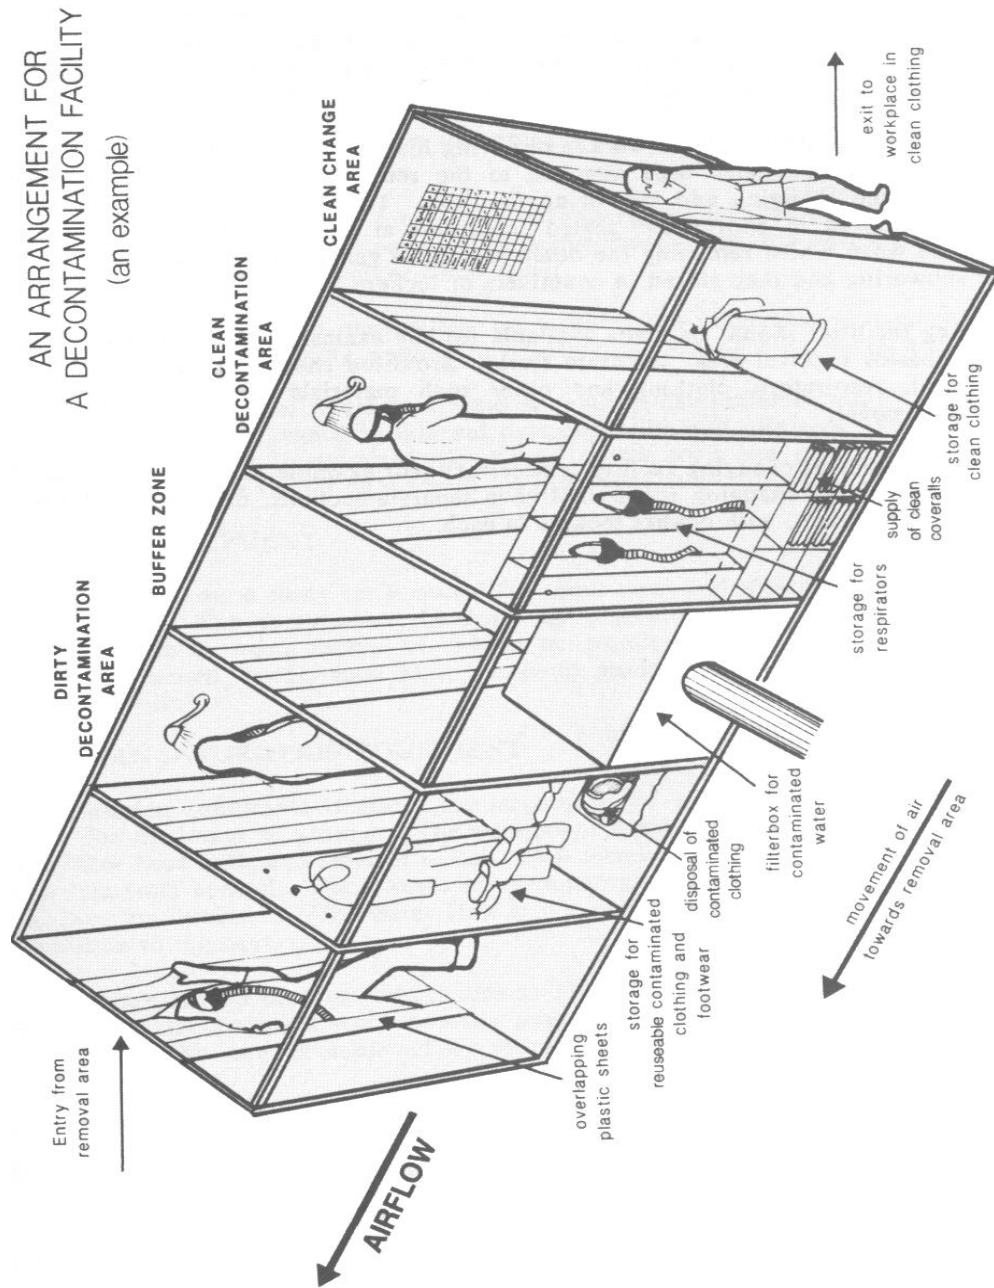 AN ARRANGEMENT FOR
A DECONTAMINATION FACILITY
(an example)
DIRTY
DECONTAMINATION
AREA
BUFFER ZONE
CLEAN
DECONTAMINATION
AREA
CLEAN CHANGE
AREA
Entry from
removal area
AIRFLOW
overlapping
plastic sheets
storage for
reuseable contaminated
clothing and
footwear
disposal of
contaminated
clothing
filterbox for
contaminated
water
storage for
respirators
supply
of clean
coveralls
storage for
clean clothing
exit to
workplace in
clean clothing
movement of air
towards removal area